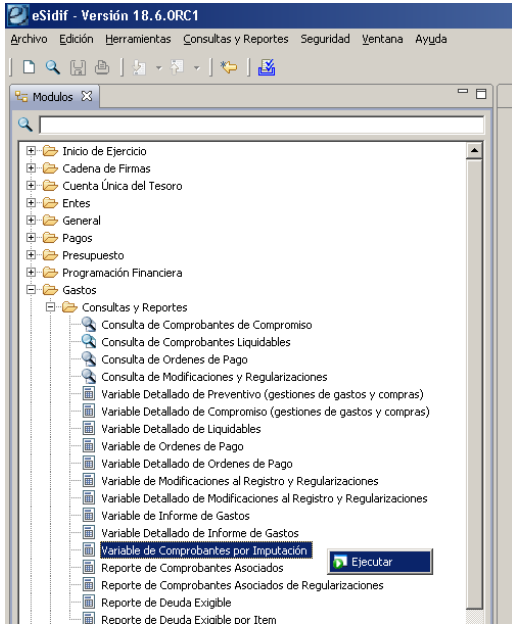 eSidif - Versión 18.6.0RC1
Archivo Edición Herramientas Consultas y Reportes Seguridad Ventana Ayuda
Modulos
Inicio de Ejercicio
Cadena de Firmas
Cuenta Única del Tesoro
Entes
General
Pagos
Presupuesto
Programación Financiera
Gastos
Consultas y Reportes
Consulta de Comprobantes de Compromiso
Consulta de Comprobantes Liquidables
Consulta de Ordenes de Pago
Consulta de Modificaciones y Regularizaciones
Variable Detallado de Preventivo (gestiones de gastos y compras)
Variable Detallado de Compromiso (gestiones de gastos y compras)
Variable Detallado de Liquidables
Variable de Ordenes de Pago
Variable Detallado de Ordenes de Pago
Variable de Modificaciones al Registro y Regularizaciones
Variable Detallado de Modificaciones al Registro y Regularizaciones
Variable de Informe de Gastos
Variable Detallado de Informe de Gastos
Variable de Comprobantes por Imputación
Ejecutar
Reporte de Comprobantes Asociados
Reporte de Comprobantes Asociados de Regularizaciones
Reporte de Deuda Exigible
Reporte de Deuda Exigible por Item